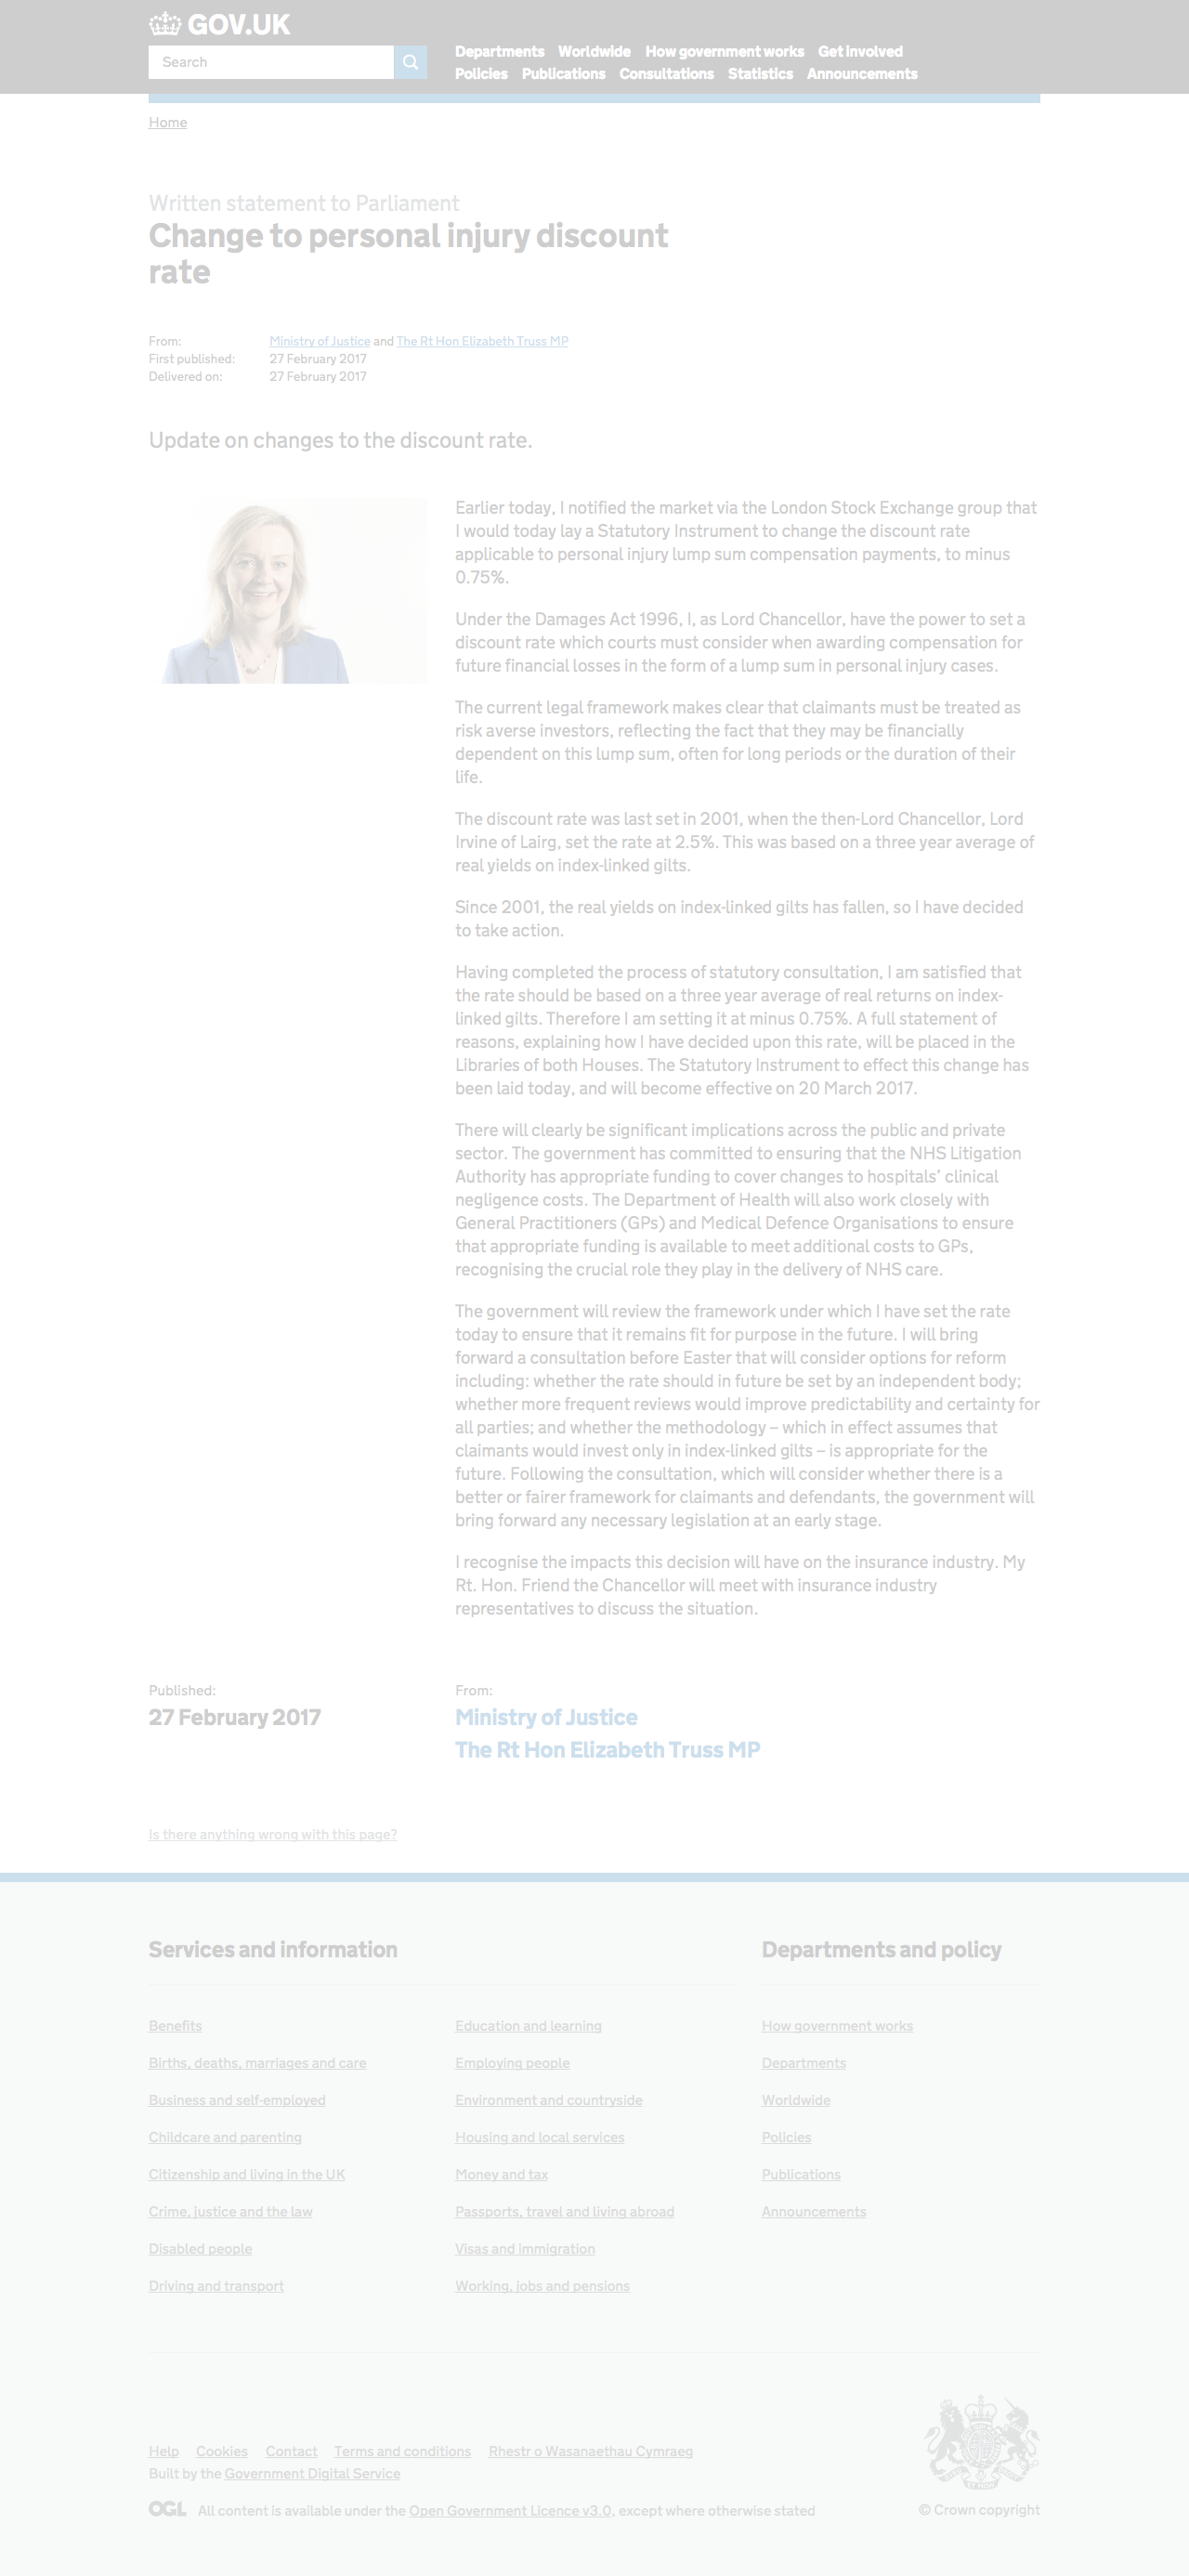 GOV.UK
Search
Departments Worldwide How government works Get involved
Policies Publications Consultations Statistics Announcements
Home
Written statement to Parliament
Change to personal injury discount
rate
From: Ministry of Justice and The Rt Hon Elizabeth Truss MP
First published: 27 February 2017
Delivered on: 27 February 2017
Update on changes to the discount rate.
Earlier today, I notified the market via the London Stock Exchange group that
I would today lay a Statutory Instrument to change the discount rate
applicable to personal injury lump sum compensation payments, to minus
0.75%.
Under the Damages Act 1996, I, as Lord Chancellor, have the power to set a
discount rate which courts must consider when awarding compensation for
future financial losses in the form of a lump sum in personal injury cases.
The current legal framework makes clear that claimants must be treated as
risk averse investors, reflecting the fact that they may be financially
dependent on this lump sum, often for long periods or the duration of their
life.
The discount rate was last set in 2001, when the then-Lord Chancellor, Lord
Irvine of Lairg, set the rate at 2.5%. This was based on a three year average of
real yields on index-linked gilts.
Since 2001, the real yields on index-linked gilts has fallen, so I have decided
to take action.
Having completed the process of statutory consultation, I am satisfied that
the rate should be based on a three year average of real returns on index-
linked gilts. Therefore I am setting it at minus 0.75%. A full statement of
reasons, explaining how I have decided upon this rate, will be placed in the
Libraries of both Houses. The Statutory Instrument to effect this change has
been laid today, and will become effective on 20 March 2017.
There will clearly be significant implications across the public and private
sector. The government has committed to ensuring that the NHS Litigation
Authority has appropriate funding to cover changes to hospitals’ clinical
negligence costs. The Department of Health will also work closely with
General Practitioners (GPs) and Medical Defence Organisations to ensure
that appropriate funding is available to meet additional costs to GPs,
recognising the crucial role they play in the delivery of NHS care.
The government will review the framework under which I have set the rate
today to ensure that it remains fit for purpose in the future. I will bring
forward a consultation before Easter that will consider options for reform
including: whether the rate should in future be set by an independent body;
whether more frequent reviews would improve predictability and certainty for
all parties; and whether the methodology – which in effect assumes that
claimants would invest only in index-linked gilts – is appropriate for the
future. Following the consultation, which will consider whether there is a
better or fairer framework for claimants and defendants, the government will
bring forward any necessary legislation at an early stage.
I recognise the impacts this decision will have on the insurance industry. My
Rt. Hon. Friend the Chancellor will meet with insurance industry
representatives to discuss the situation.
Published:
27 February 2017
From:
Ministry of Justice
The Rt Hon Elizabeth Truss MP
Is there anything wrong with this page?
Services and information
Benefits
Births, deaths, marriages and care
Business and self-employed
Childcare and parenting
Citizenship and living in the UK
Crime, justice and the law
Disabled people
Driving and transport
Education and learning
Employing people
Environment and countryside
Housing and local services
Money and tax
Passports, travel and living abroad
Visas and immigration
Working, jobs and pensions
Departments and policy
How government works
Departments
Worldwide
Policies
Publications
Announcements
Help Cookies Contact Terms and conditions Rhestr o Wasanaethau Cymraeg
Built by the Government Digital Service
OGL All content is available under the Open Government Licence v3.0, except where otherwise stated
© Crown copyright